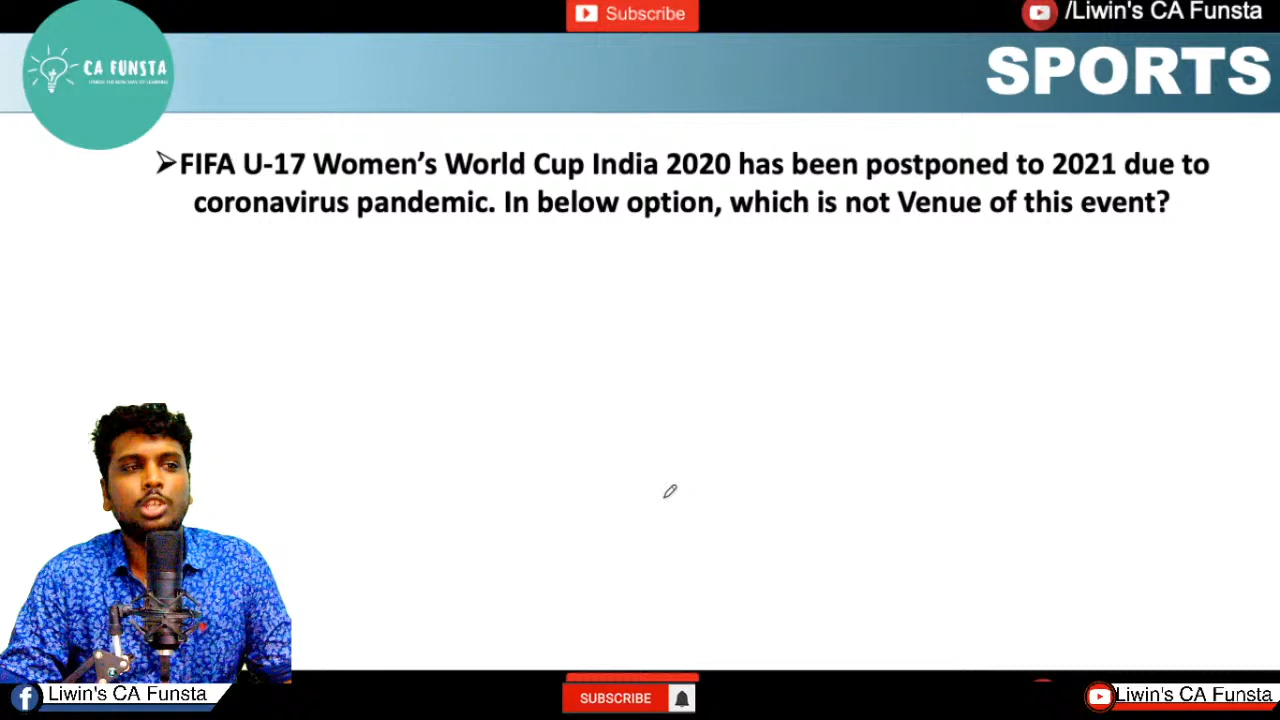 Subscribe
/Liwin's CA Funsta
CA FUNSTA
SPORTS
➢FIFA U-17 Women’s World Cup India 2020 has been postponed to 2021 due to
coronavirus pandemic. In below option, which is not Venue of this event?
Liwin's CA Funsta
SUBSCRIBE
Liwin's CA Funsta